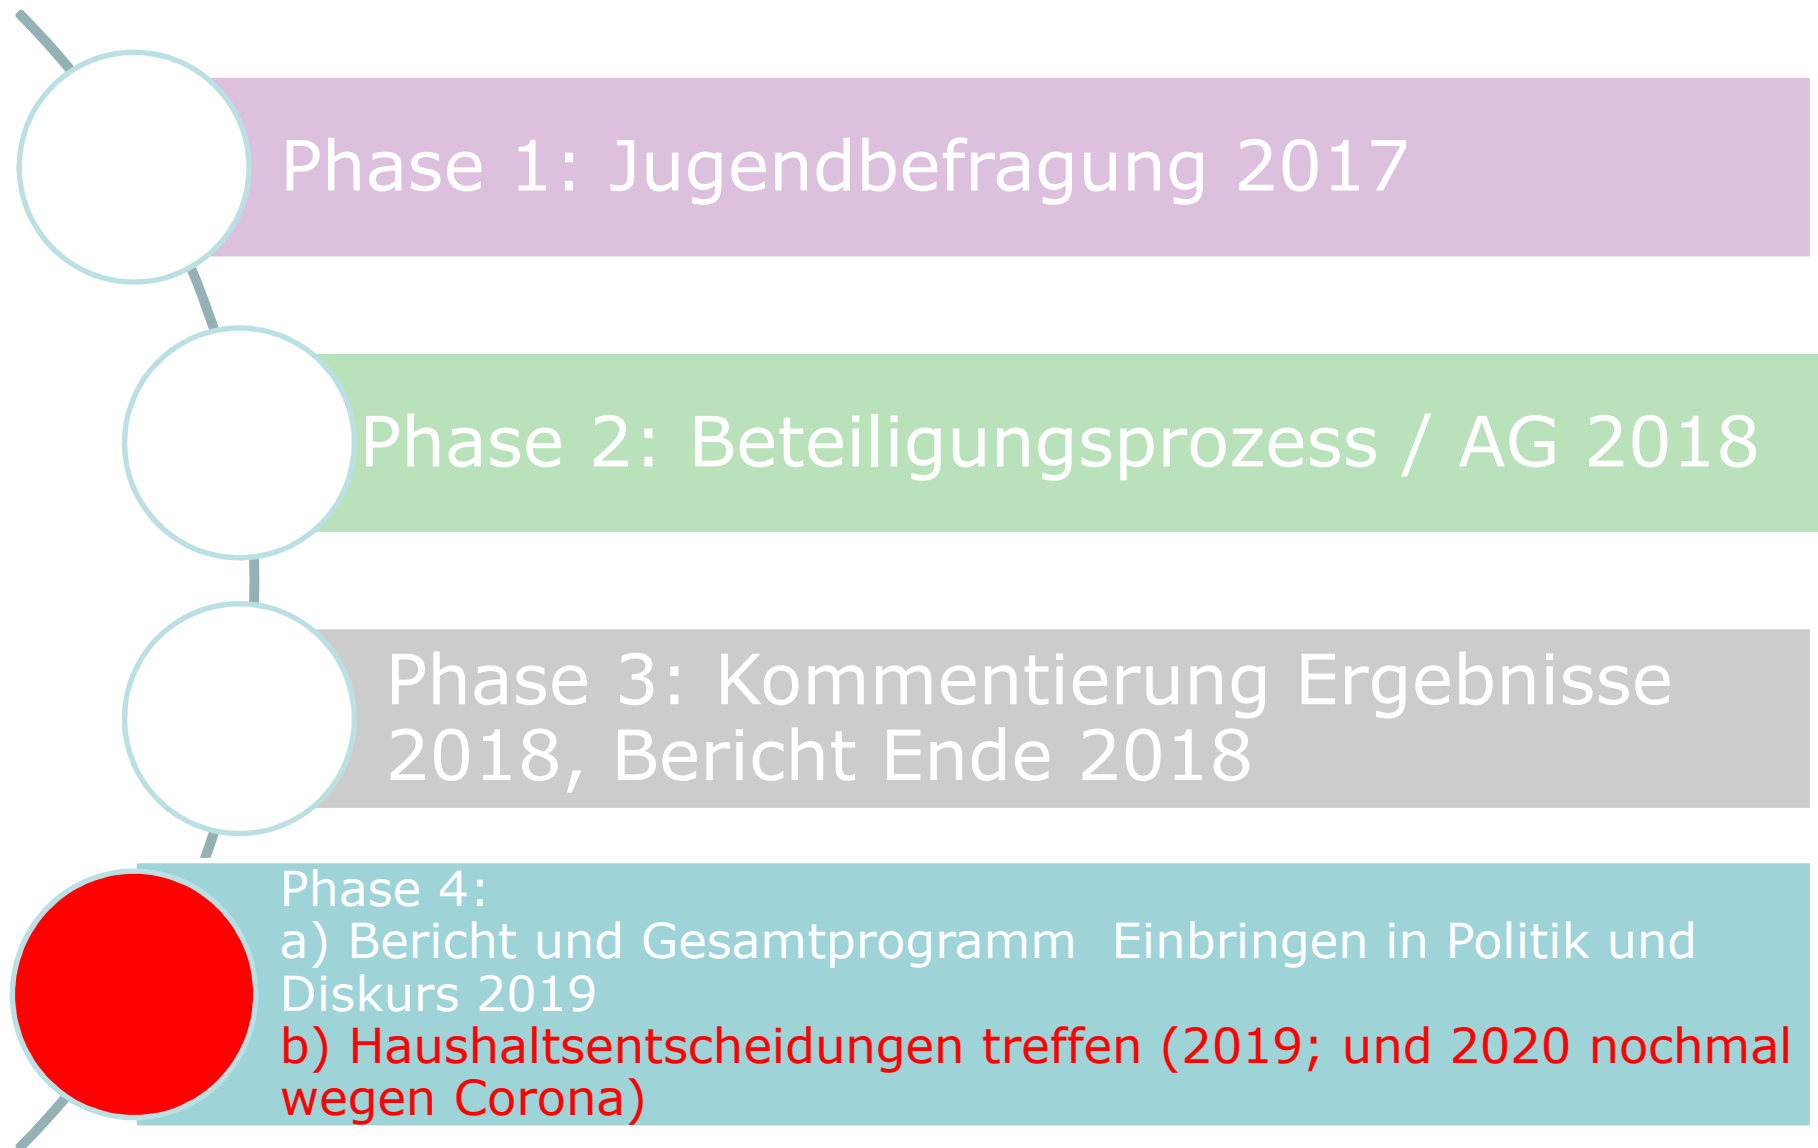 Phase 1: Jugendbefragung 2017
Phase 2: Beteiligungsprozess / AG 2018
Phase 3: Kommentierung Ergebnisse
2018, Bericht Ende 2018
Phase 4:
a) Bericht und Gesamtprogramm  Einbringen in Politik und
Diskurs 2019
b) Haushaltsentscheidungen treffen (2019; und 2020 nochmal
wegen Corona)